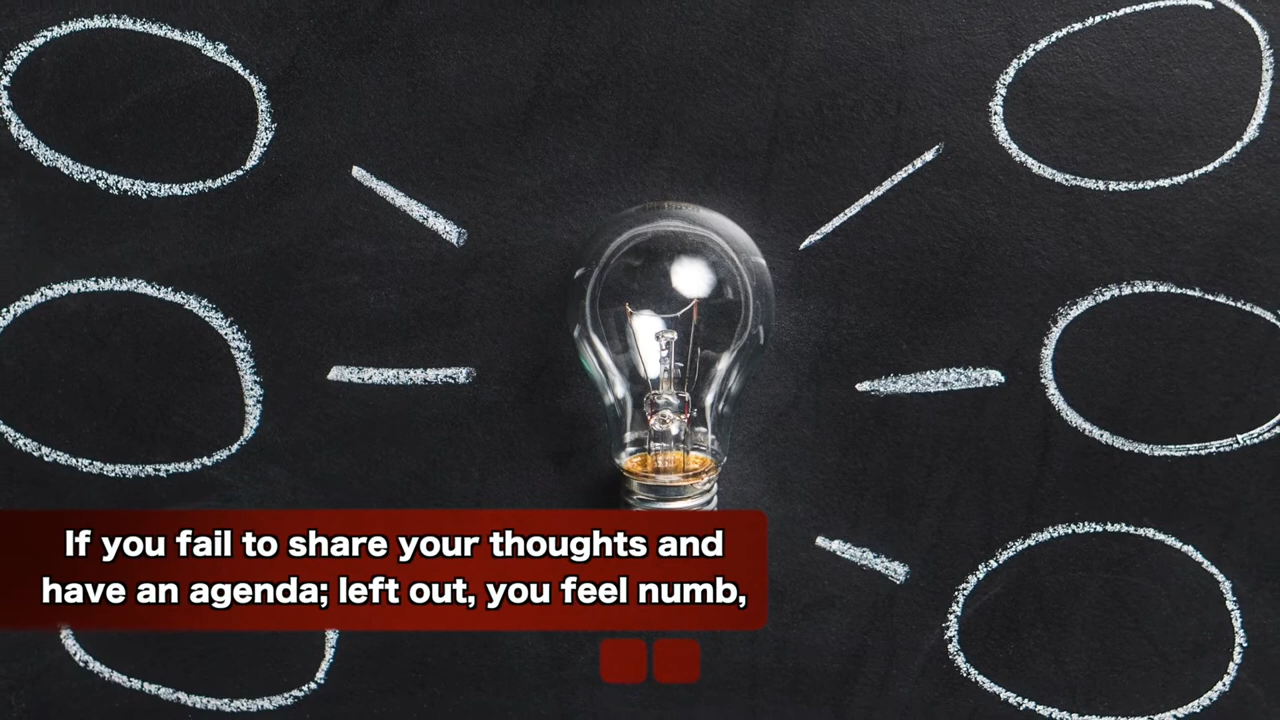 If you fail to share your thoughts and
have an agenda; left out, you feel numb,